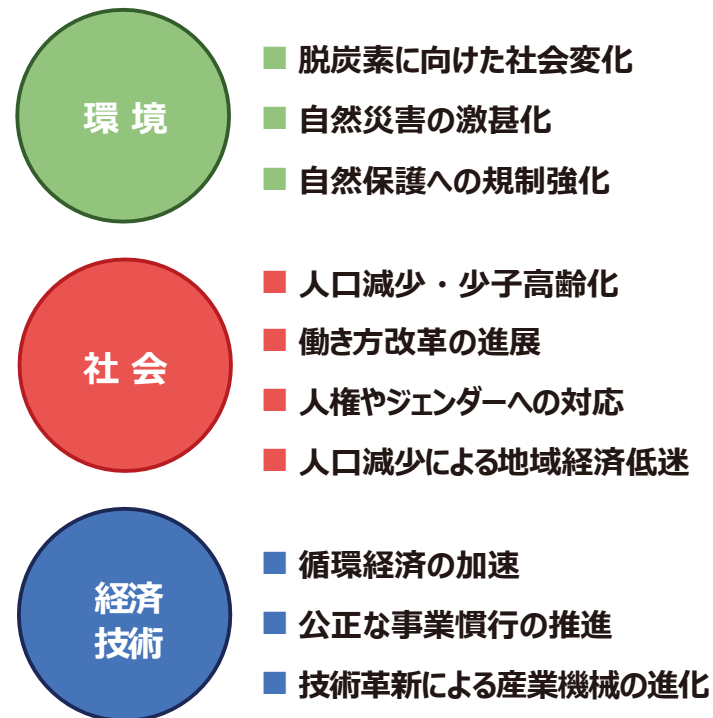 環 境
■ 脱炭素に向けた社会変化
■ 自然災害の激甚化
■ 自然保護への規制強化
社 会
■ 人口減少・少子高齢化
■ 働き方改革の進展
■ 人権やジェンダーへの対応
■ 人口減少による地域経済低迷
経済
技術
■ 循環経済の加速
■ 公正な事業慣行の推進
■ 技術革新による産業機械の進化